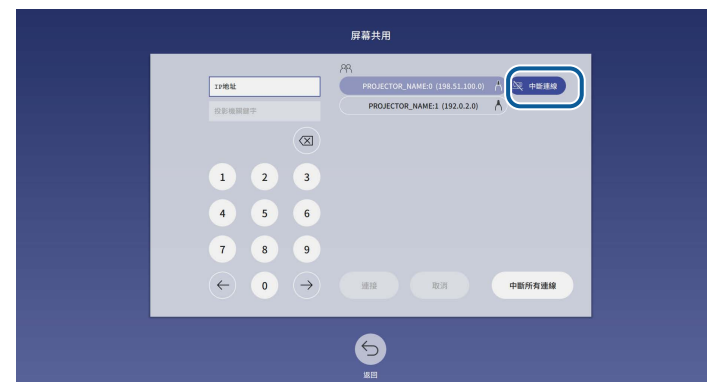 屏幕共用
IP地址
投影機關鍵字
PROJECTOR_NAME:0 (198.51.100.0)
中斷連線
PROJECTOR_NAME:1 (192.0.2.0)
1 2 3
4 5 6
7 8 9
0
連接
取消
中斷所有連線
返回